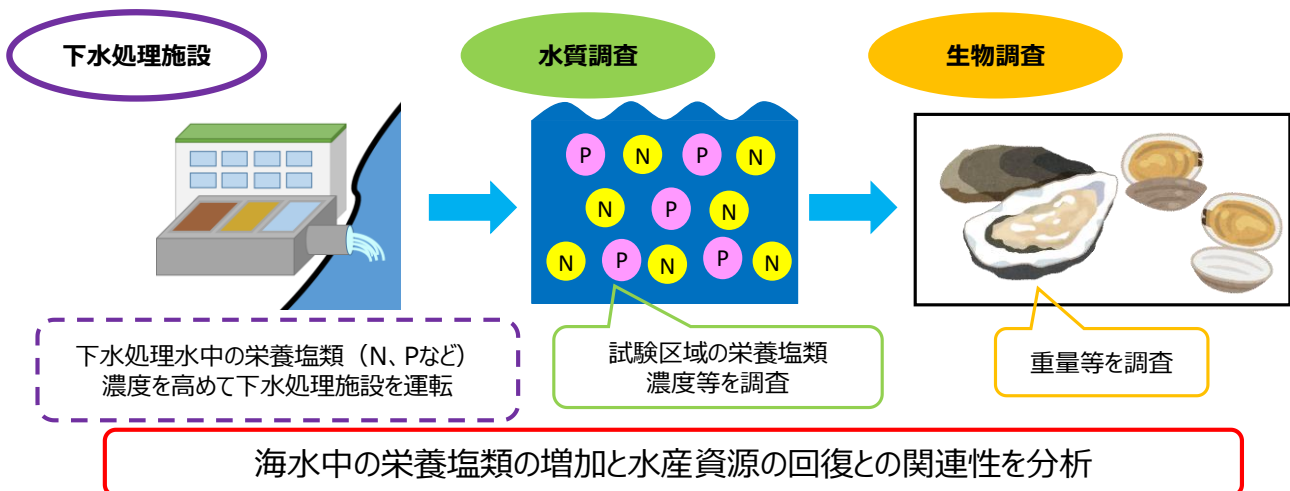 下水処理施設
水質調査
生物調査
P N P N
N P N
N P N P N
下水処理水中の栄養塩類（N、Pなど）
濃度を高めて下水処理施設を運転
試験区域の栄養塩類
濃度等を調査
重量等を調査
海水中の栄養塩類の増加と水産資源の回復との関連性を分析